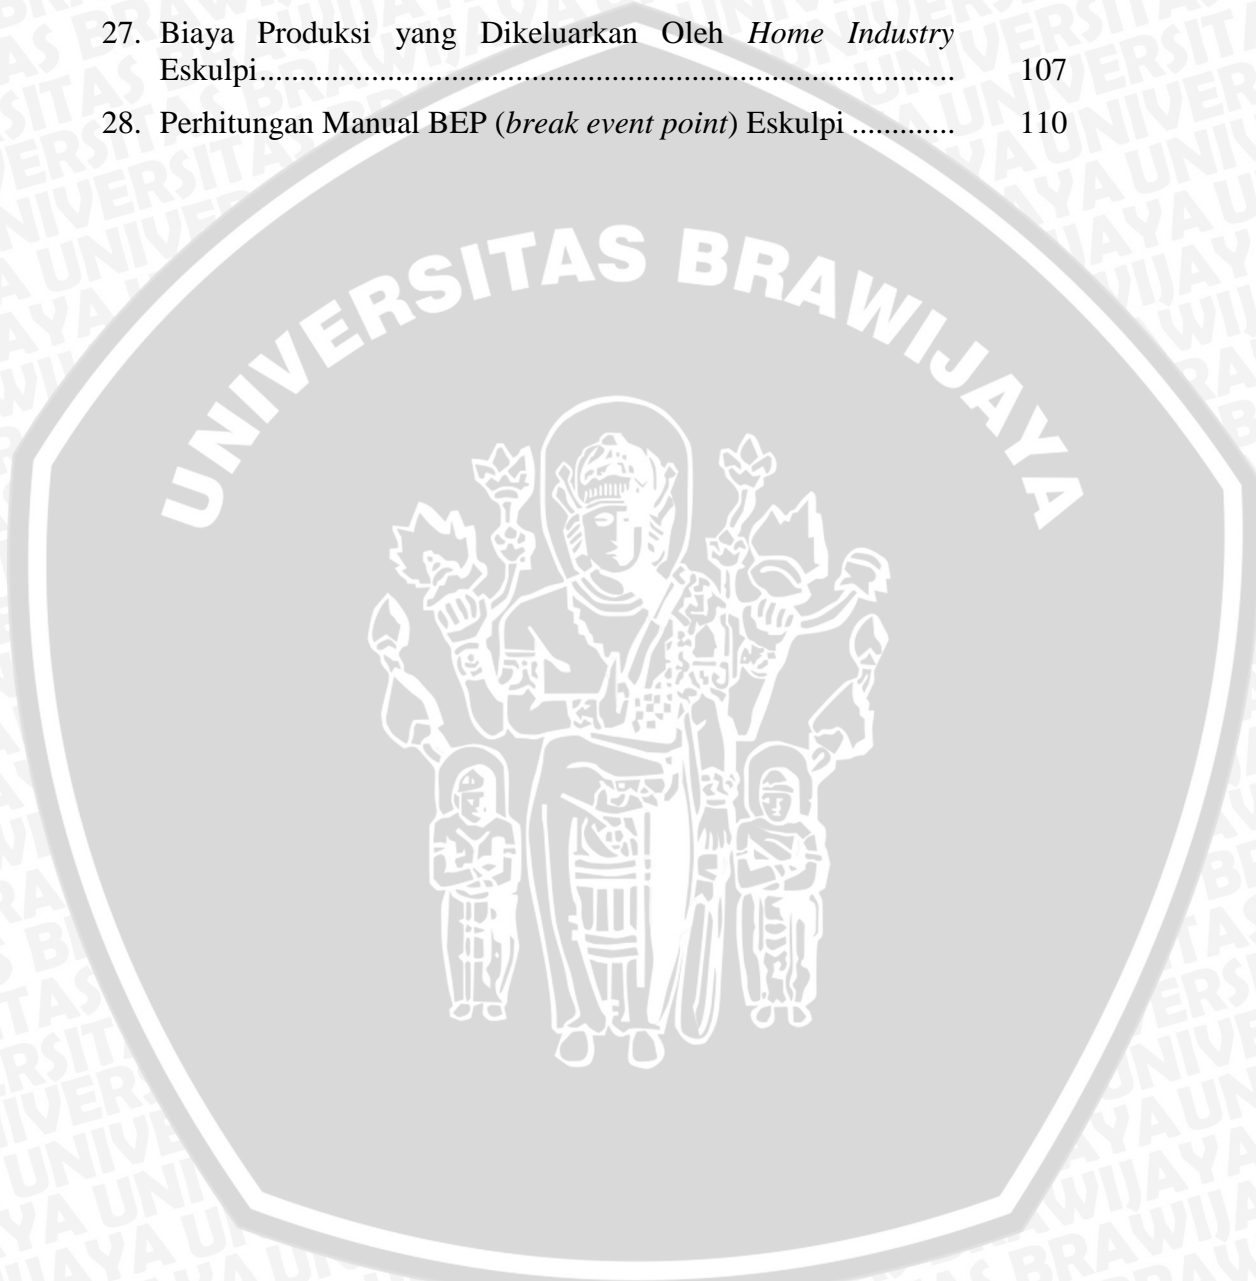 27. Biaya Produksi yang Dikeluarkan Oleh Home Industry
Eskulpi....................................................................................... 107
28. Perhitungan Manual BEP (break event point) Eskulpi ............. 110
UNIVERSITAS BRAWIJAYA